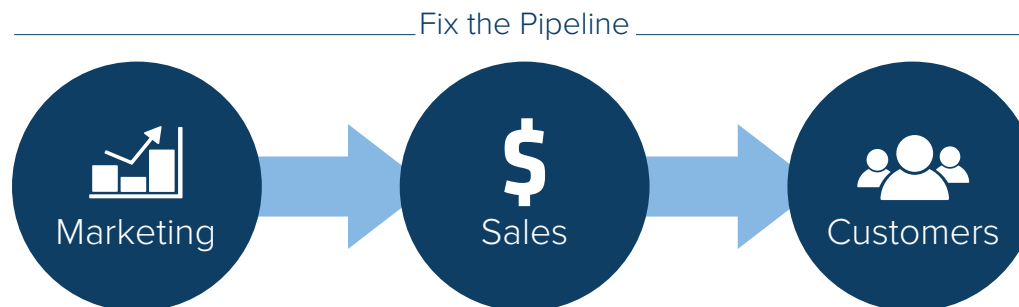 Fix the Pipeline
Marketing
$
Sales
Customers